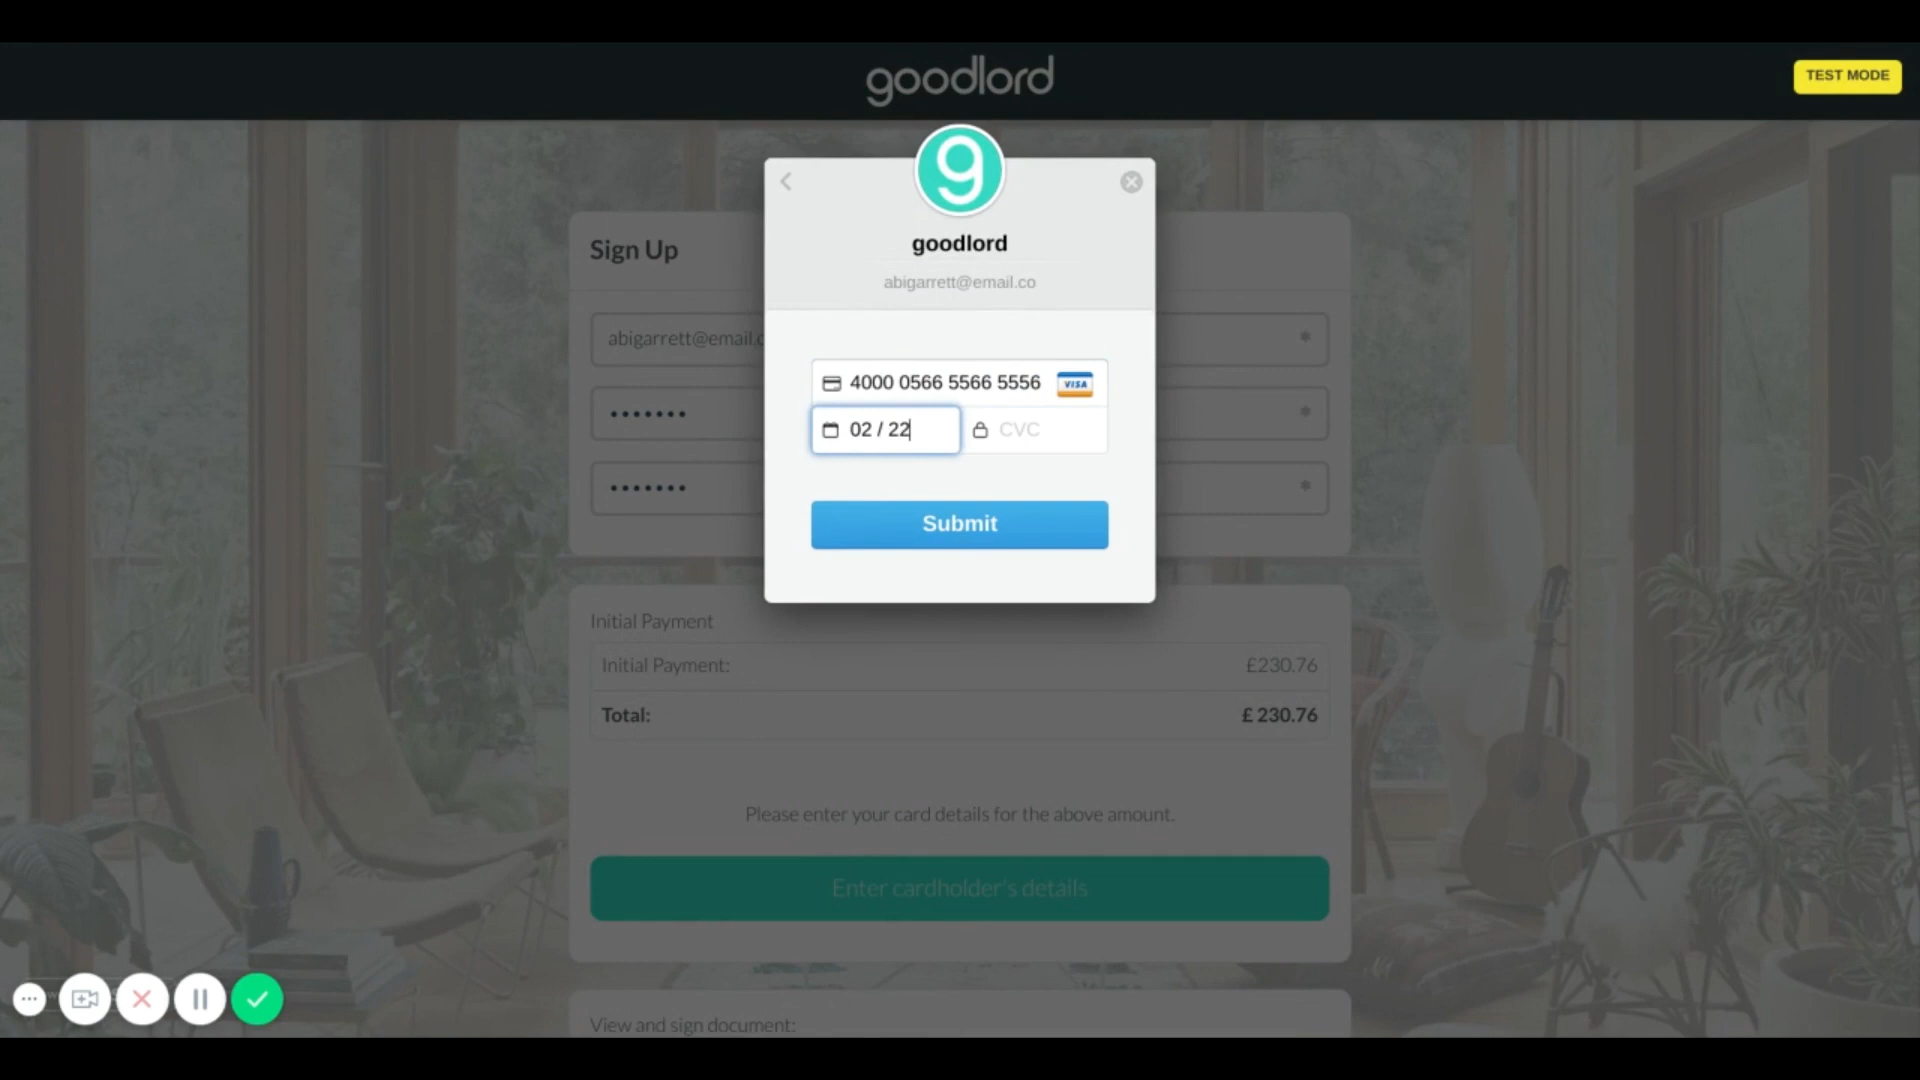 goodlord
TEST MODE
g
goodlord
abigarrett@email.co
4000 0566 5566 5556 VISA
02 / 22 CVC
Submit
Sign Up
abigarrett@email.c *
••••••• *
••••••• *
Initial Payment
Initial Payment: £230.76
Total: £ 230.76
Please enter your card details for the above amount.
Enter cardholder's details
View and sign document: